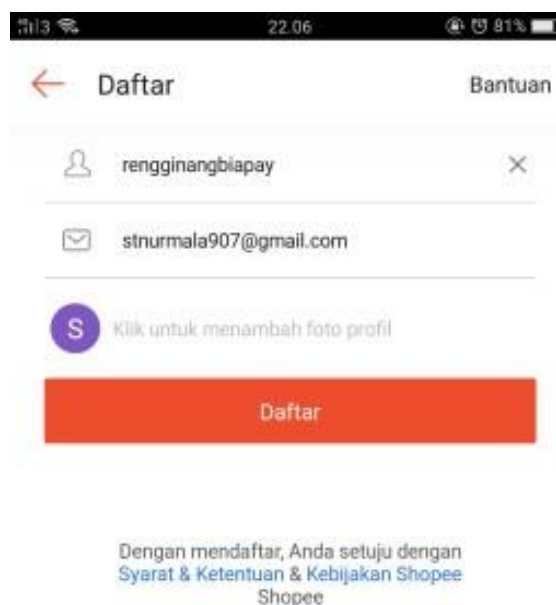 3 22.06 81%
Daftar Bantuan
rengginangbiapay
stnurmala907@gmail.com
S Klik untuk menambah foto profil
Daftar
Dengan mendaftar, Anda setuju dengan
Syarat & Ketentuan & Kebijakan Shopee
Shopee